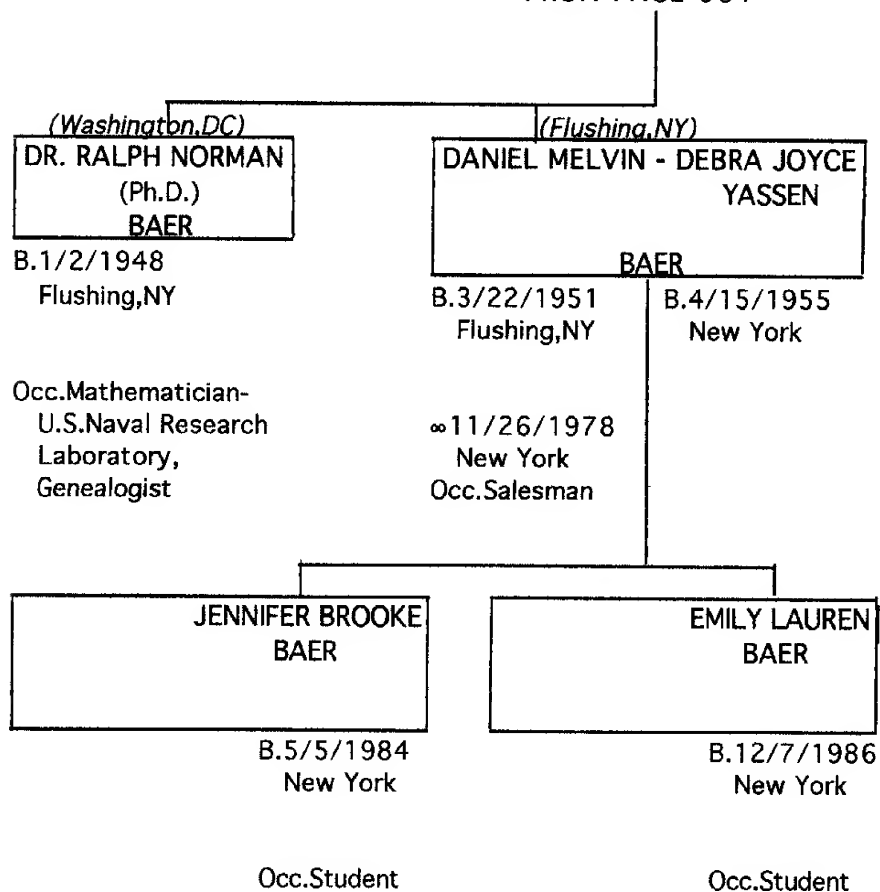 (Washington,DC)
DR. RALPH NORMAN
(Ph.D.)
BAER
B.1/2/1948
Flushing,NY
Occ.Mathematician-
U.S.Naval Research
Laboratory,
Genealogist
(Flushing,NY)
DANIEL MELVIN - DEBRA JOYCE
YASSEN
BAER
B.3/22/1951
Flushing,NY
B.4/15/1955
New York
∞11/26/1978
New York
Occ.Salesman
JENNIFER BROOKE
BAER
B.5/5/1984
New York
Occ.Student
EMILY LAUREN
BAER
B.12/7/1986
New York
Occ.Student